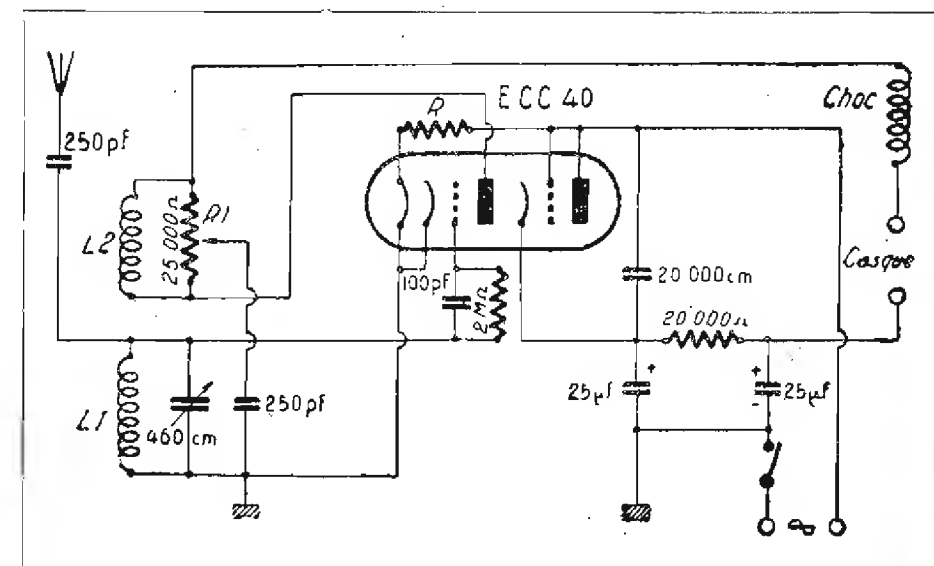 ECC 40
R
Choc
250pf
L2
25.000Ω
R1
Casque
100pf
2MΩ
20 000cm
20 000Ω
L1
460 cm
250pf
25µf
+
+
-
25µf